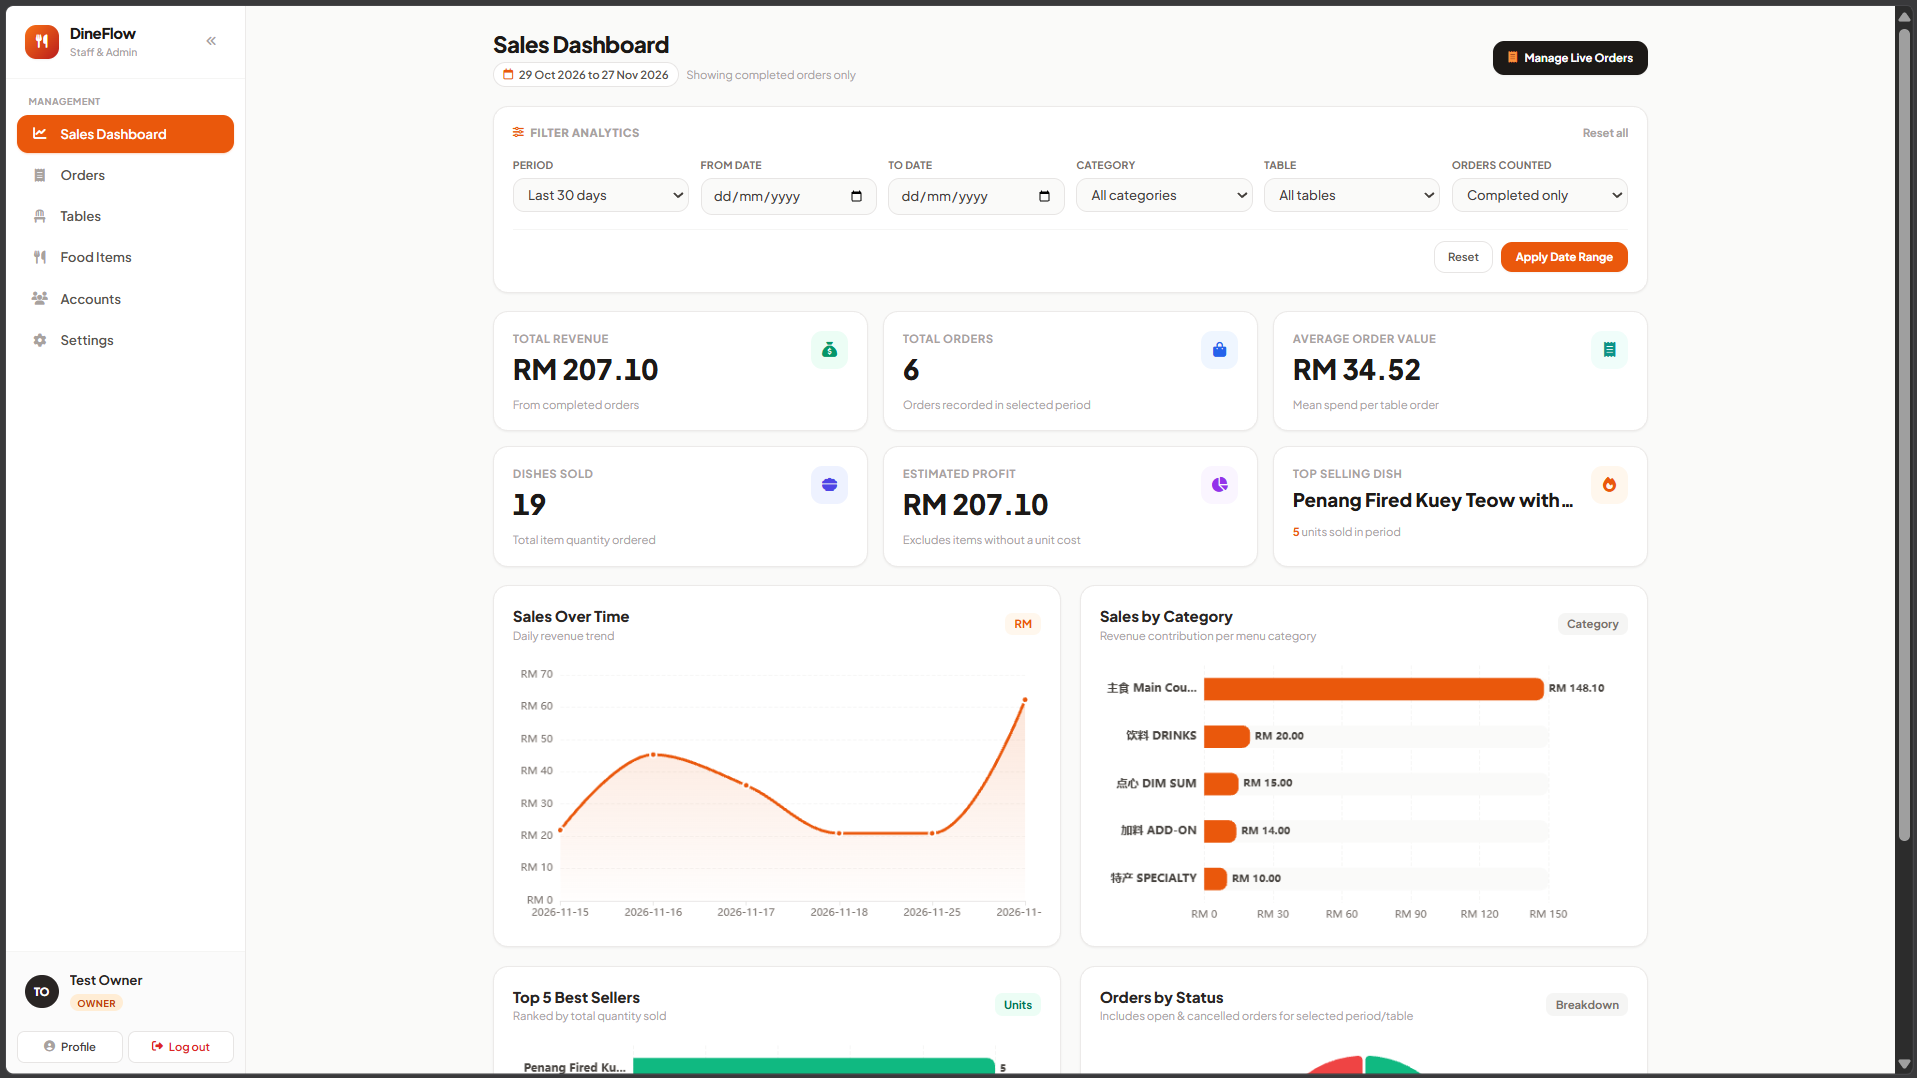 DineFlow
Staff & Admin
MANAGEMENT
Sales Dashboard
Orders
Tables
Food Items
Accounts
Settings
TO
Test Owner
OWNER
Profile
Log out
Sales Dashboard
29 Oct 2026 to 27 Nov 2026
Showing completed orders only
Manage Live Orders
FILTER ANALYTICS
Reset all
PERIOD
Last 30 days
FROM DATE
dd/mm/yyyy
TO DATE
dd/mm/yyyy
CATEGORY
All categories
TABLE
All tables
ORDERS COUNTED
Completed only
Reset
Apply Date Range
TOTAL REVENUE
RM 207.10
From completed orders
TOTAL ORDERS
6
Orders recorded in selected period
AVERAGE ORDER VALUE
RM 34.52
Mean spend per table order
DISHES SOLD
19
Total item quantity ordered
ESTIMATED PROFIT
RM 207.10
Excludes items without a unit cost
TOP SELLING DISH
Penang Fired Kuey Teow with...
5 units sold in period
Sales Over Time
Daily revenue trend
RM
RM 70
RM 60
RM 50
RM 40
RM 30
RM 20
RM 10
RM 0
2026-11-15
2026-11-16
2026-11-17
2026-11-18
2026-11-25
2026-11-
Sales by Category
Revenue contribution per menu category
Category
主食 Main Cou...
RM 148.10
饮料 DRINKS
RM 20.00
点心 DIM SUM
RM 15.00
加料 ADD-ON
RM 14.00
特产 SPECIALTY
RM 10.00
RM 0
RM 30
RM 60
RM 90
RM 120
RM 150
Top 5 Best Sellers
Ranked by total quantity sold
Units
Penang Fired Ku...
5
Orders by Status
Includes open & cancelled orders for selected period/table
Breakdown